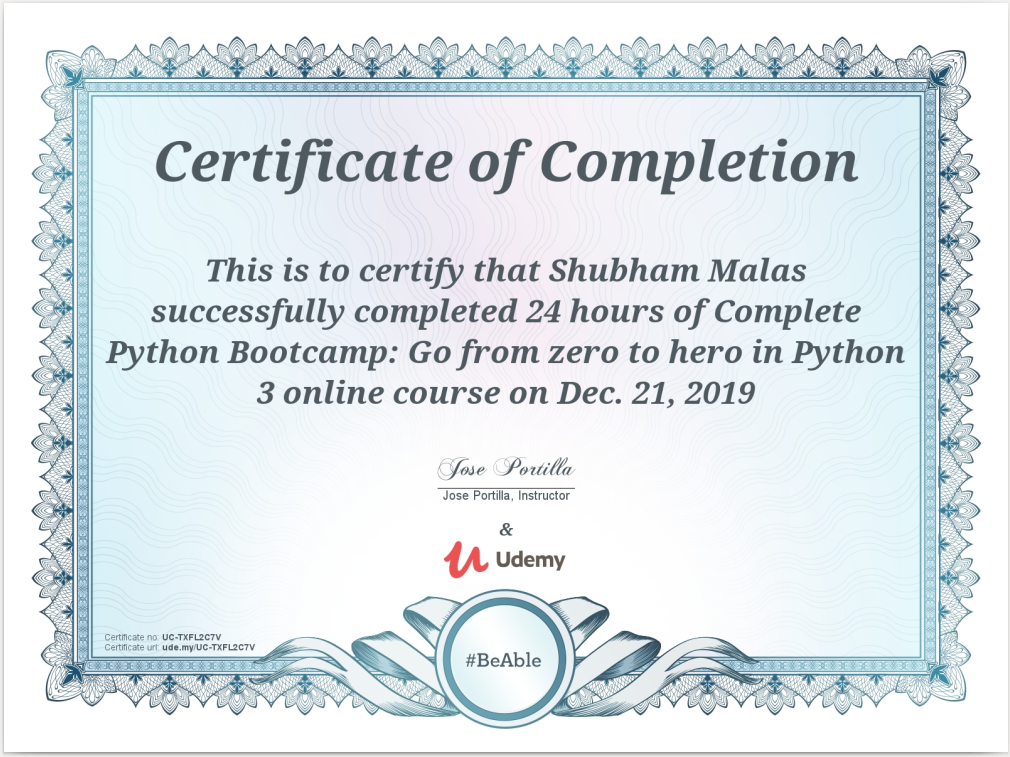 Certificate of Completion
This is to certify that Shubham Malas
successfully completed 24 hours of Complete
Python Bootcamp: Go from zero to hero in Python
3 online course on Dec. 21, 2019
Jose Portilla
Jose Portilla, Instructor
&
Udemy
#BeAble
Certificate no: UC-TXFL2C7V
Certificate url: ude.my/UC-TXFL2C7V